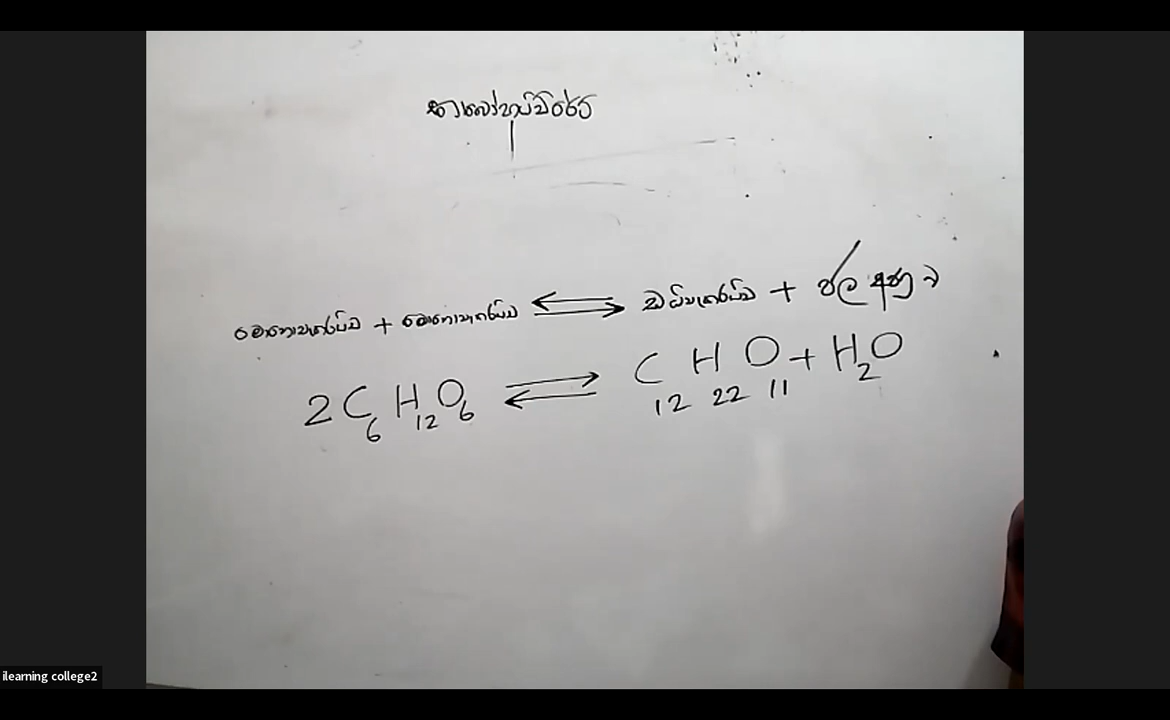 කාබෝහයිඩ්රේට්
මොනොසැකරයිඩ + මොනොසැකරයිඩ ⇌ ඩයිසැකරයිඩ + ජල අණුව
2C₆H₁₂O₆ ⇌ C₁₂H₂₂O₁₁ + H₂O
ilearning college2